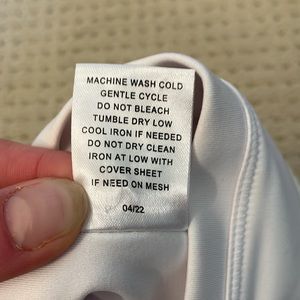 MACHINE WASH COLD
GENTLE CYCLE
DO NOT BLEACH
TUMBLE DRY LOW
COOL IRON IF NEEDED
DO NOT DRY CLEAN
IRON AT LOW WITH
COVER SHEET
IF NEED ON MESH
04/22